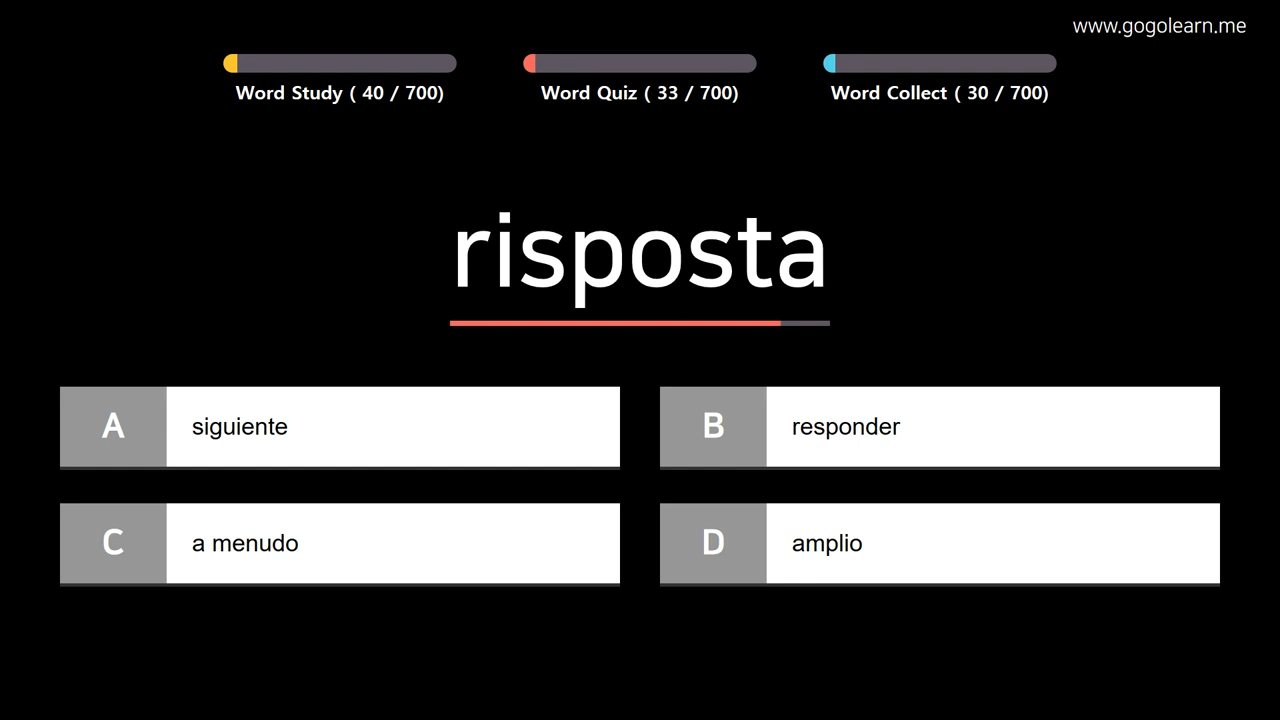 www.gogolearn.me
Word Study ( 40 / 700)
Word Quiz ( 33 / 700)
Word Collect ( 30 / 700)
risposta
A siguiente
B responder
C a menudo
D amplio